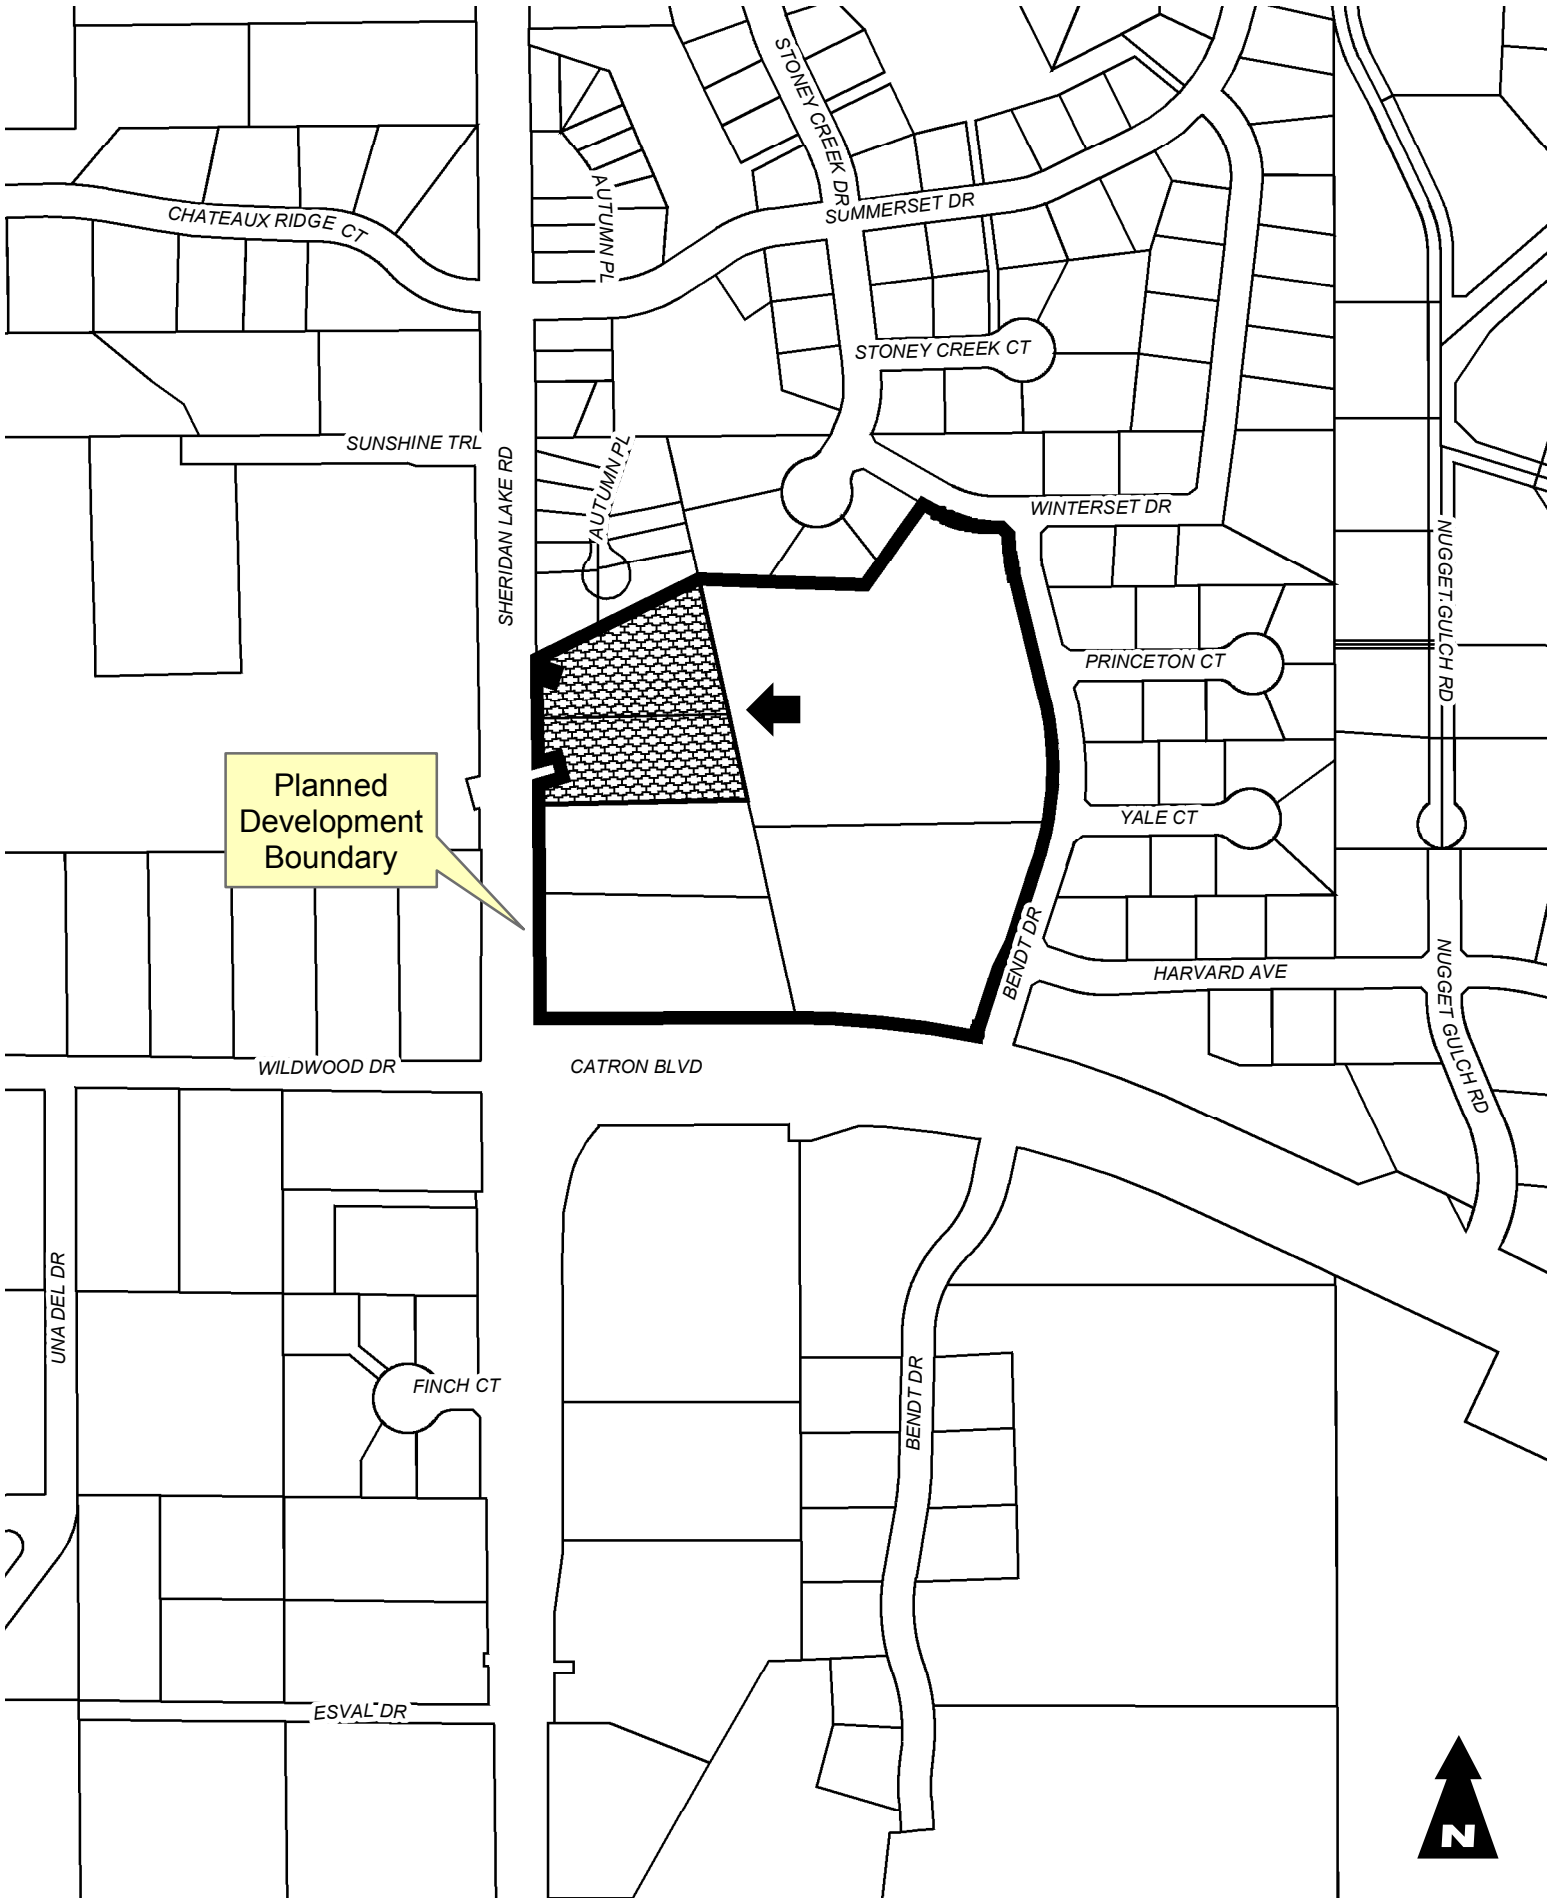 STONEY CREEK DR
AUTUMN PL
SUMMERSET DR
CHATEAUX RIDGE CT
STONEY CREEK CT
SUNSHINE TRL
SHERIDAN LAKE RD
AUTUMN PL
WINTERSET DR
NUGGET GULCH RD
PRINCETON CT
Planned
Development
Boundary
YALE CT
BENDT DR
HARVARD AVE
NUGGET GULCH RD
WILDWOOD DR
CATRON BLVD
UNA DEL DR
FINCH CT
BENDT DR
ESVAL DR
N